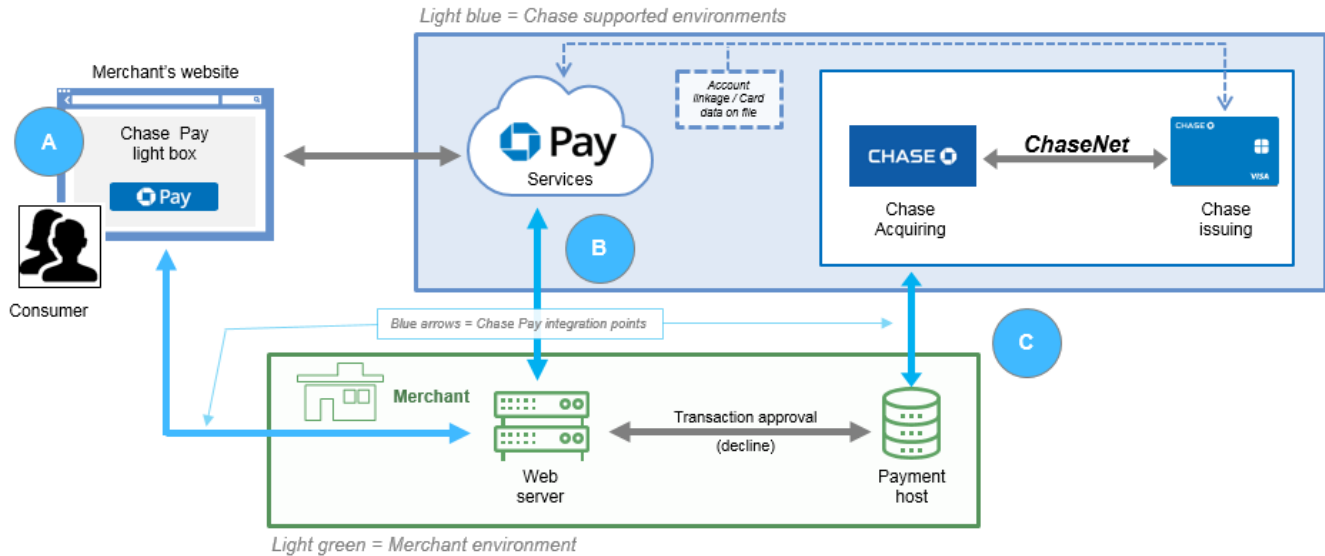 Light blue = Chase supported environments
Merchant's website
A
Chase Pay
light box
Pay
Consumer
Pay
Services
Account
linkage / Card
data on file
CHASE
Chase
Acquiring
ChaseNet
CHASE
VISA
Chase
issuing
B
C
Blue arrows = Chase Pay integration points
Merchant
Web
server
Transaction approval
(decline)
Payment
host
Light green = Merchant environment